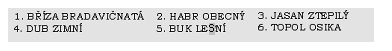 1. BŘÍZA BRADAVIČNATÁ 2. HABR OBECNÝ 3. JASAN ZTEPILÝ
4. DUB ZIMNÍ 5. BUK LESNÍ 6. TOPOL OSIKA